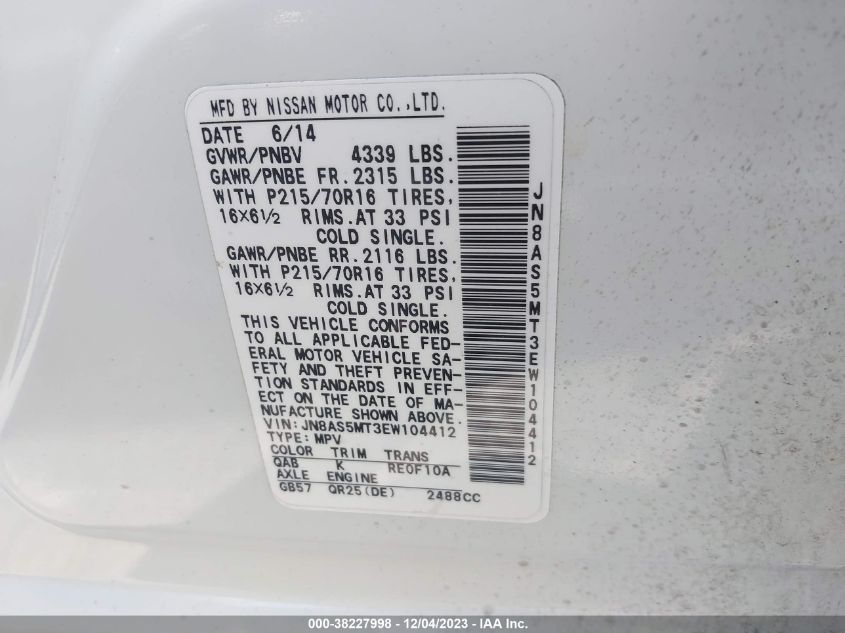 MFD BY NISSAN MOTOR CO.,LTD.
DATE 6/14
GVWR/PNBV 4339 LBS.
GAWR/PNBE FR.2315 LBS.
WITH P215/70R16 TIRES,
16X6½ RIMS.AT 33 PSI
COLD SINGLE.
GAWR/PNBE RR.2116 LBS.
WITH P215/70R16 TIRES,
16X6½ RIMS.AT 33 PSI
COLD SINGLE.
THIS VEHICLE CONFORMS
TO ALL APPLICABLE FED-
ERAL MOTOR VEHICLE SA-
FETY AND THEFT PREVEN-
TION STANDARDS IN EFF-
ECT ON THE DATE OF MA-
NUFACTURE SHOWN ABOVE.
VIN:JN8AS5MT3EW104412
TYPE:MPV
COLOR TRIM TRANS
QAB K RE0F10A
AXLE ENGINE
GB57 QR25(DE) 2488CC
JN8AS5MT3EW104412
000-38227998 - 12/04/2023 - IAAI Inc.